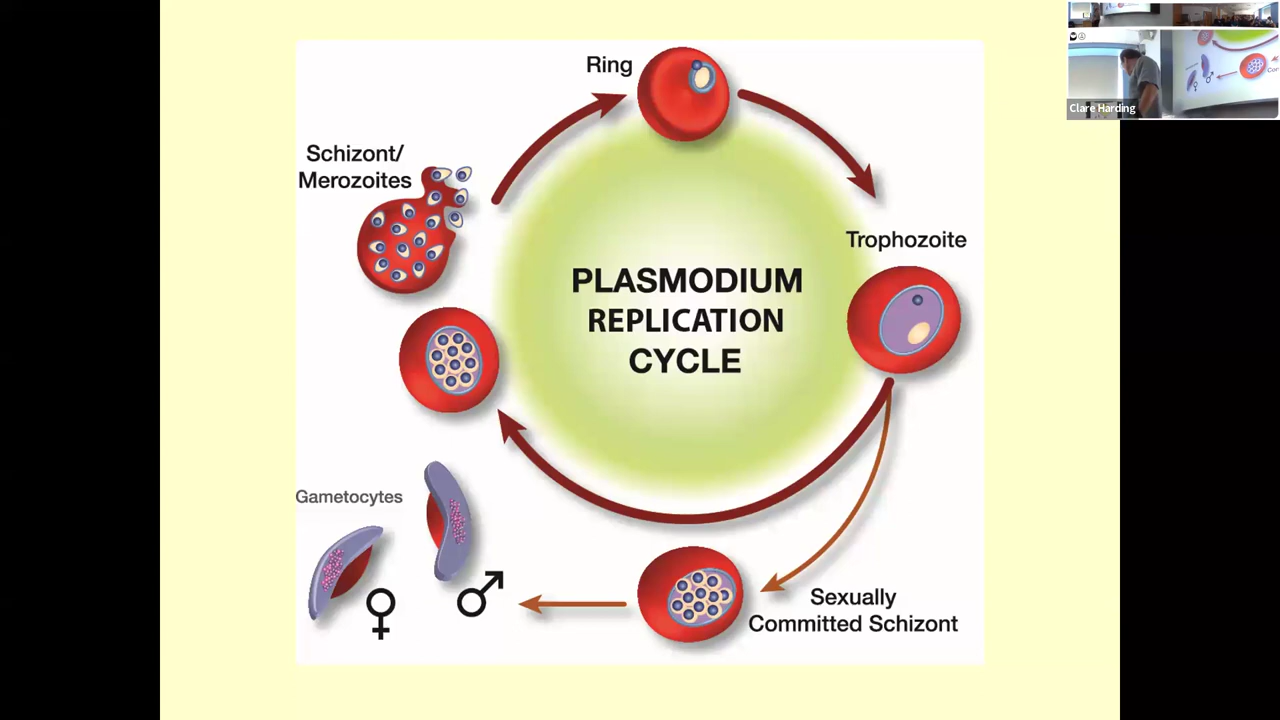 Ring
Schizont/
Merozoites
Trophozoite
PLASMODIUM
REPLICATION
CYCLE
Gametocytes
Sexually
Committed Schizont
Clare Harding